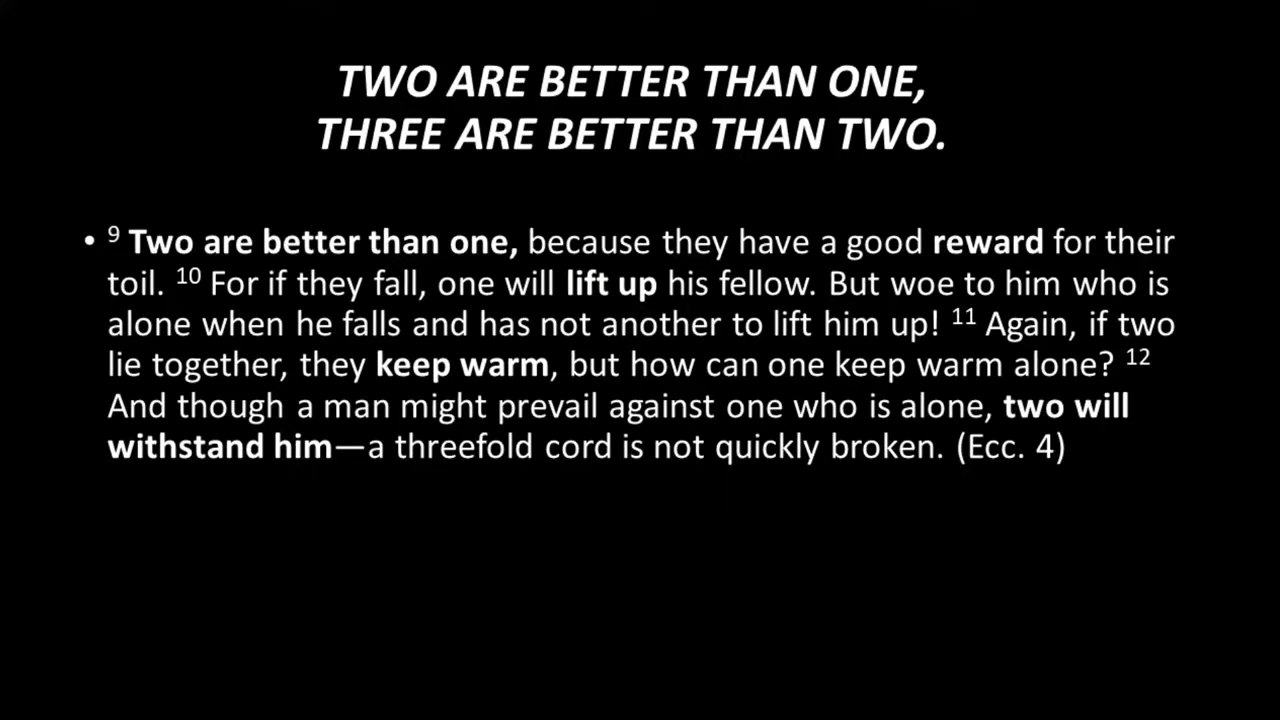 TWO ARE BETTER THAN ONE,
THREE ARE BETTER THAN TWO.
• 9 Two are better than one, because they have a good reward for their
toil. 10 For if they fall, one will lift up his fellow. But woe to him who is
alone when he falls and has not another to lift him up! 11 Again, if two
lie together, they keep warm, but how can one keep warm alone? 12
And though a man might prevail against one who is alone, two will
withstand him—a threefold cord is not quickly broken. (Ecc. 4)